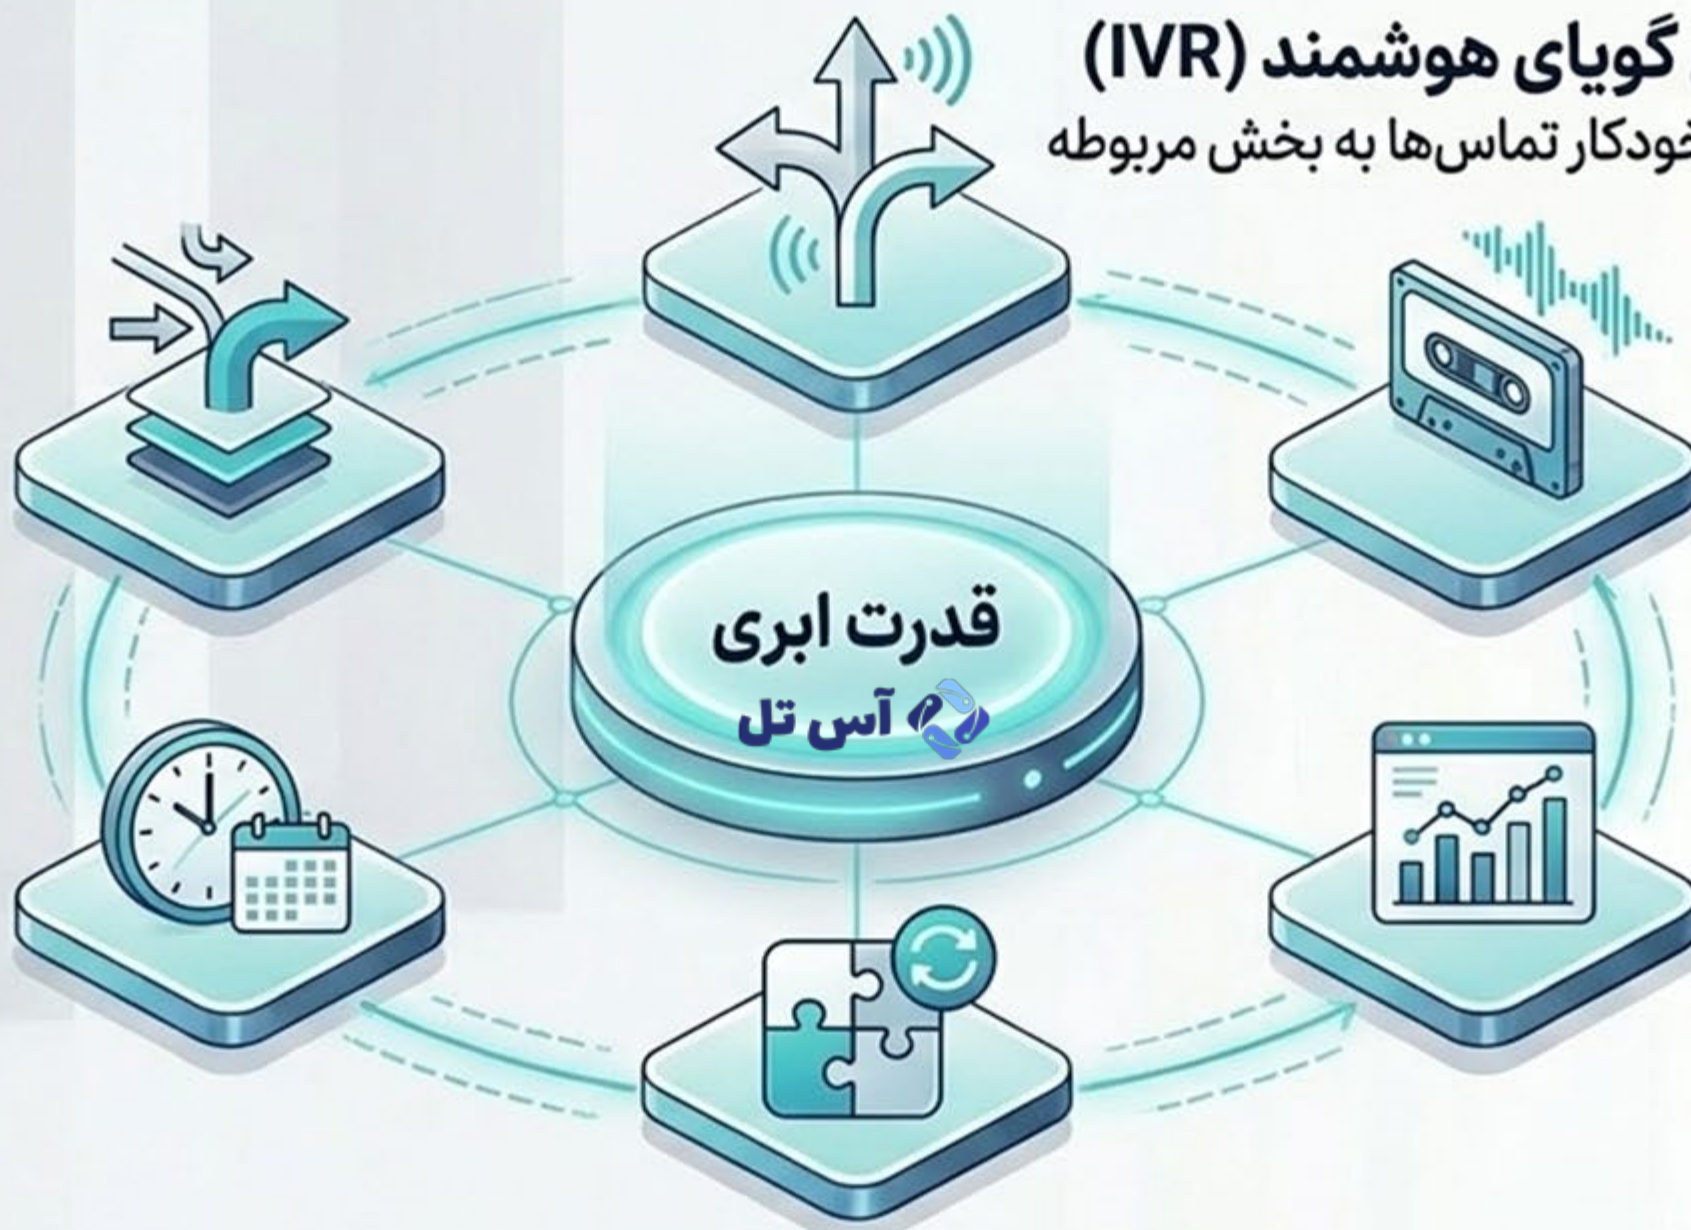 گویای هوشمند (IVR)
خودکار تماس‌ها به بخش مربوطه
قدرت ابری
آس تل